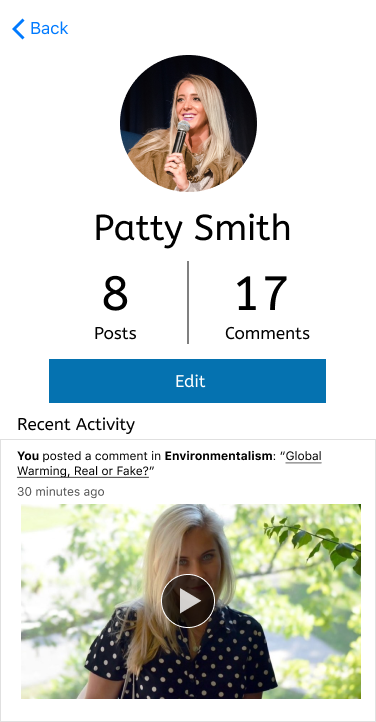 Back
Patty Smith
8
17
Posts
Comments
Edit
Recent Activity
You posted a comment in Environmentalism: “Global
Warming, Real or Fake?”
30 minutes ago